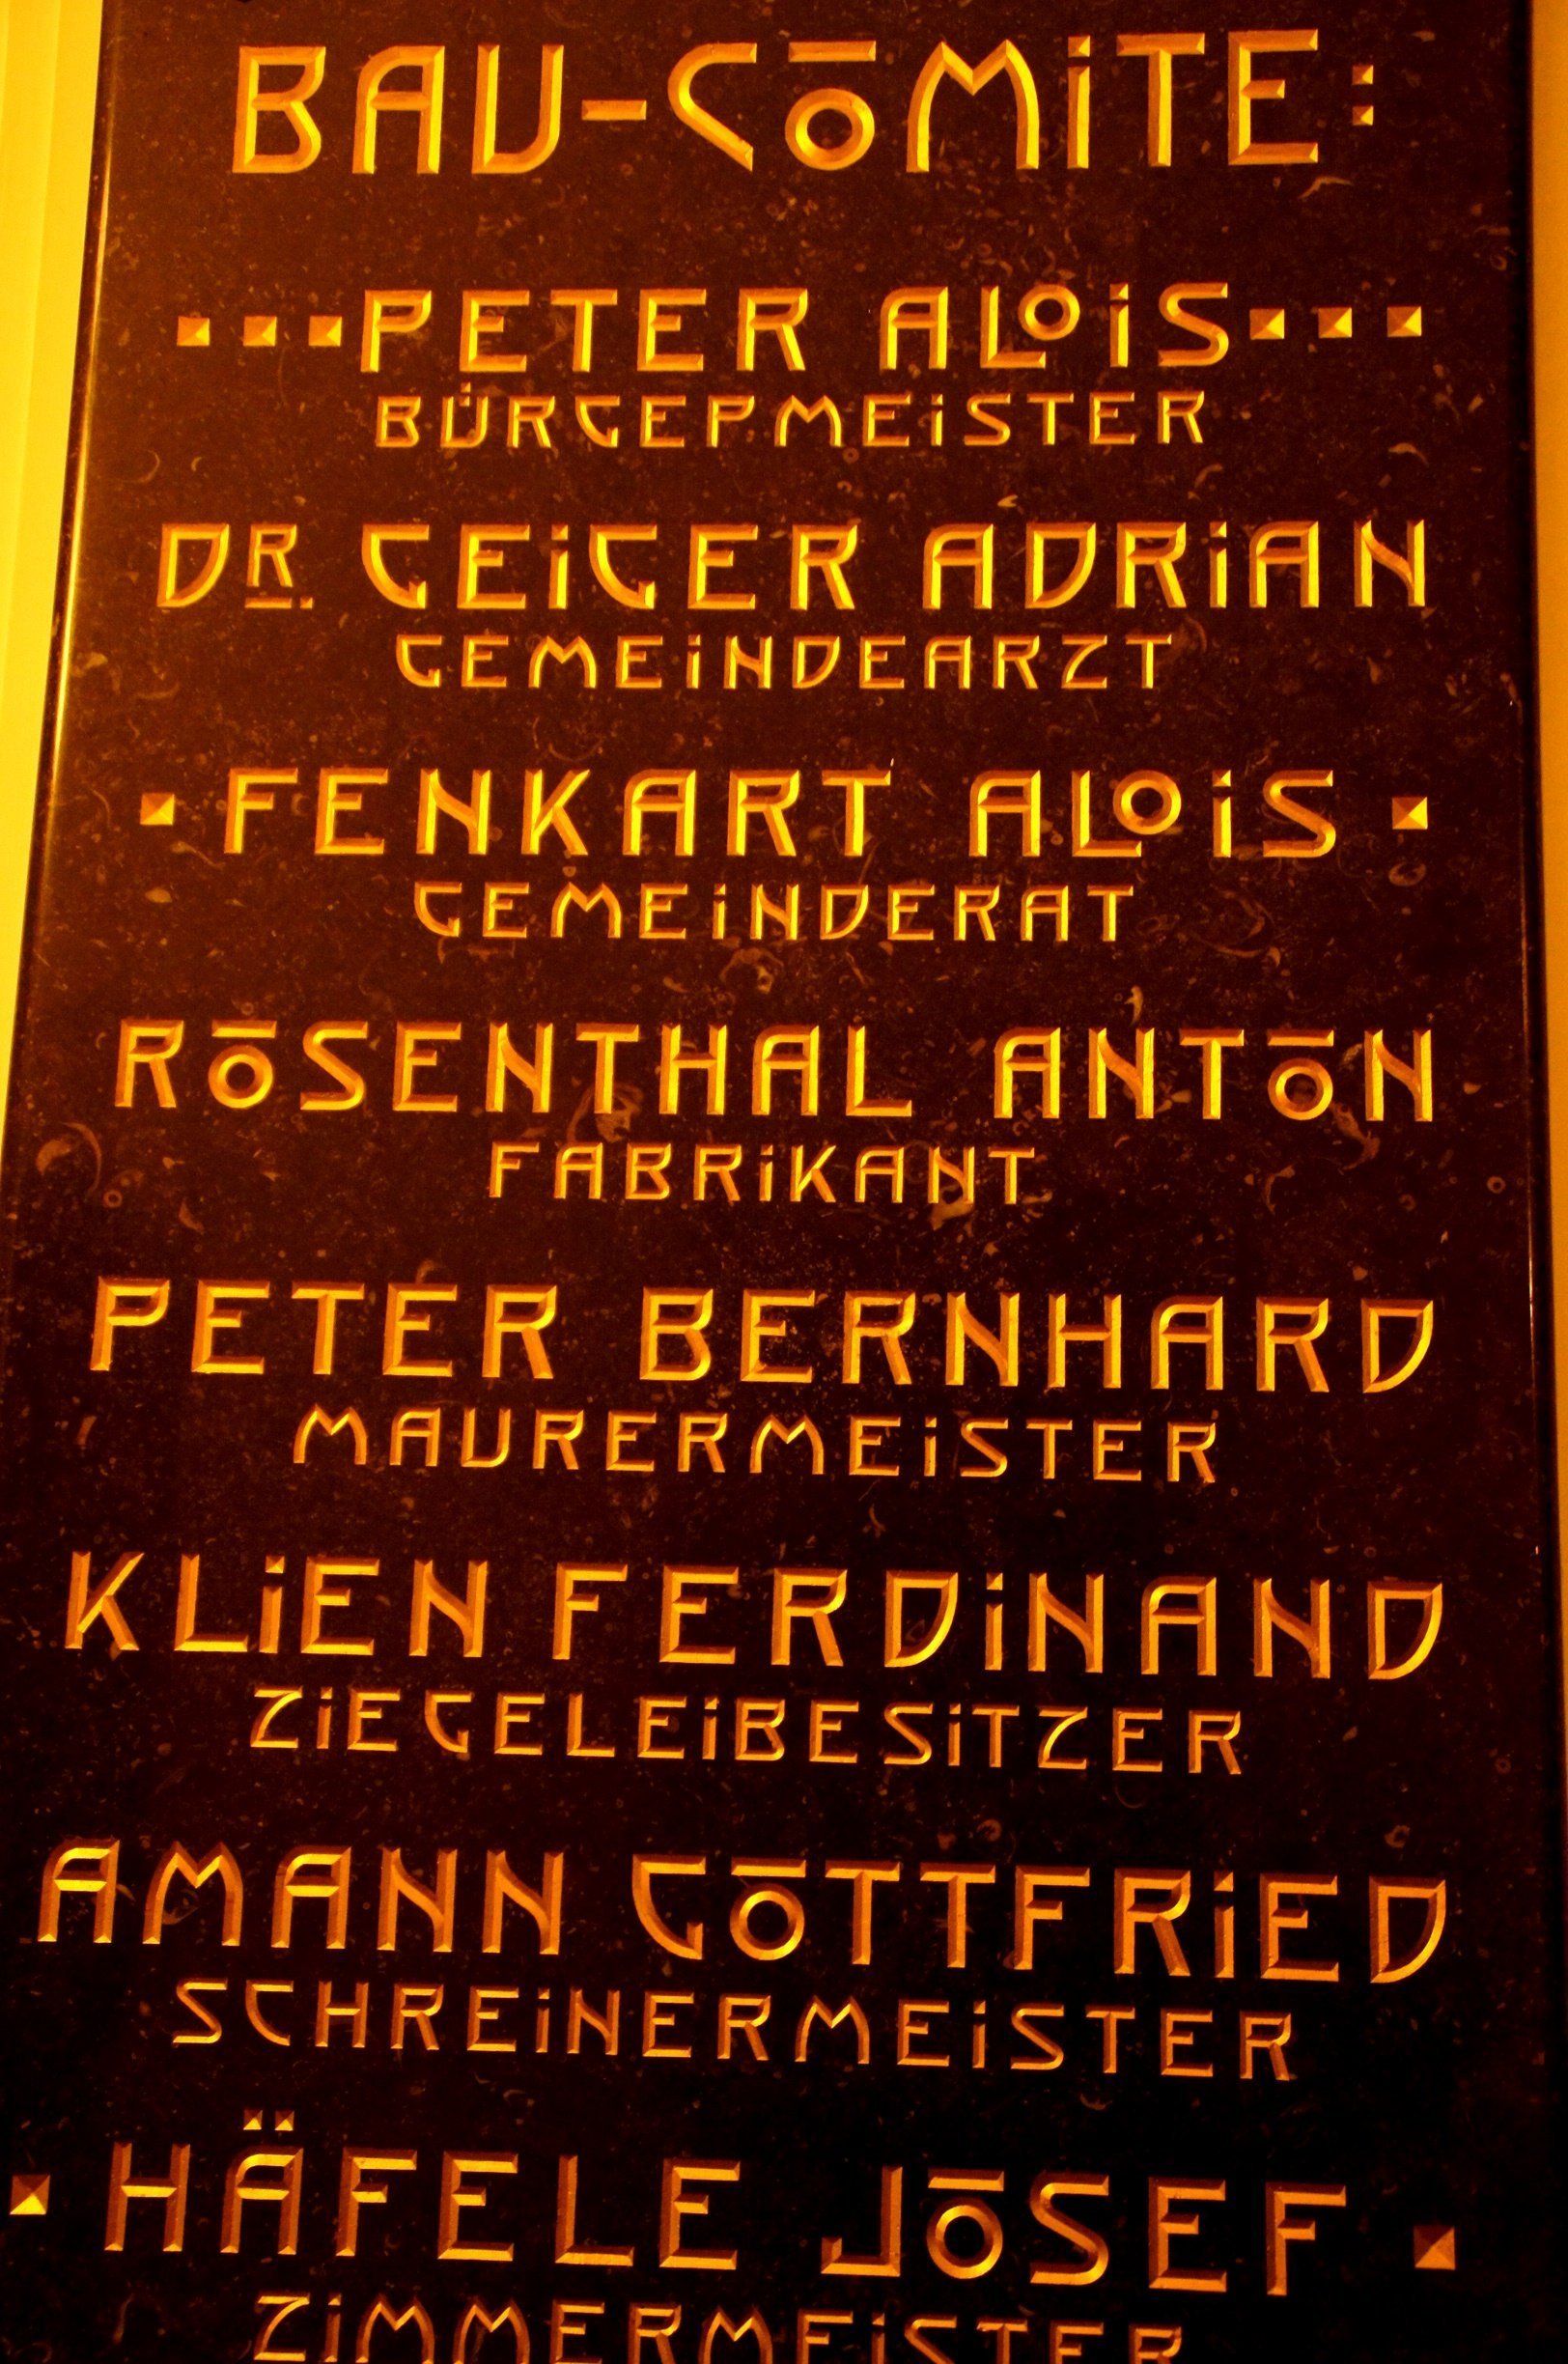 BAU-COMITE:
PETER ALOIS
BÜRGERMEISTER
DR. GEIGER ADRIAN
GEMEINDEARZT
FENKART ALOIS
GEMEINDERAT
ROSENTHAL ANTON
FABRIKANT
PETER BERNHARD
MAURERMEISTER
KLIEN FERDINAND
ZIEGELEIBESITZER
AMANN GOTTFRIED
SCHREINERMEISTER
HÄFELE JOSEF
ZIMMERMEISTER